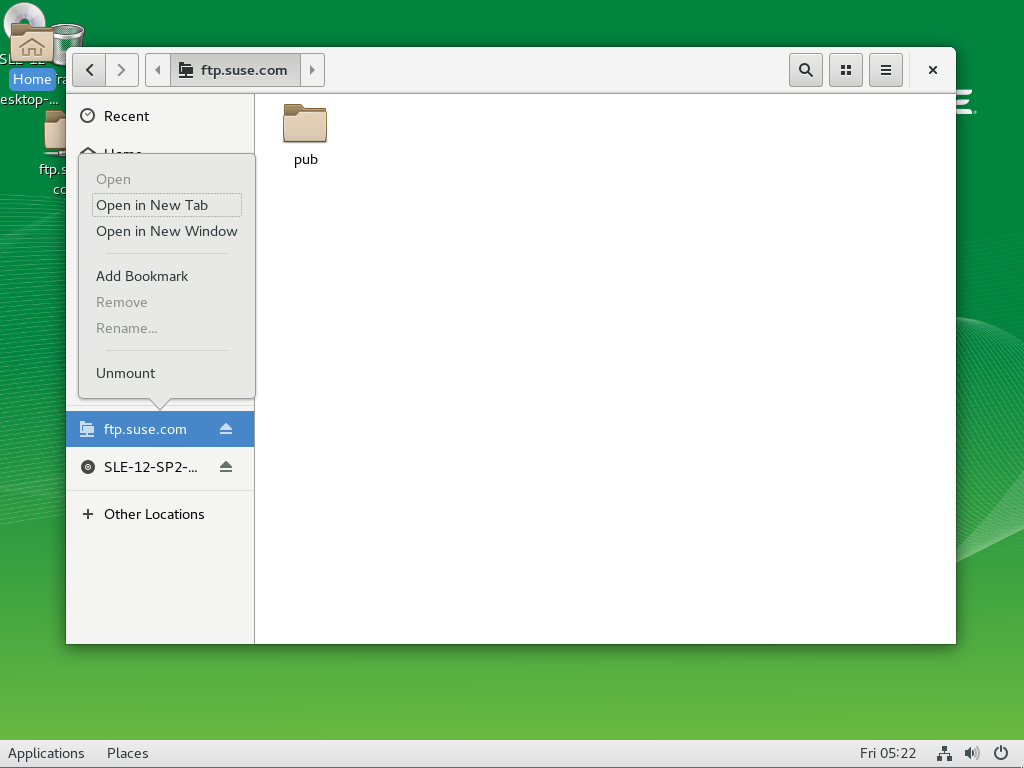 Home
esktop-...
ftp.s
cc
ftp.suse.com
Recent
Home
Open
Open in New Tab
Open in New Window
Add Bookmark
Remove
Rename...
Unmount
ftp.suse.com
SLE-12-SP2-...
Other Locations
pub
Applications
Places
Fri 05:22